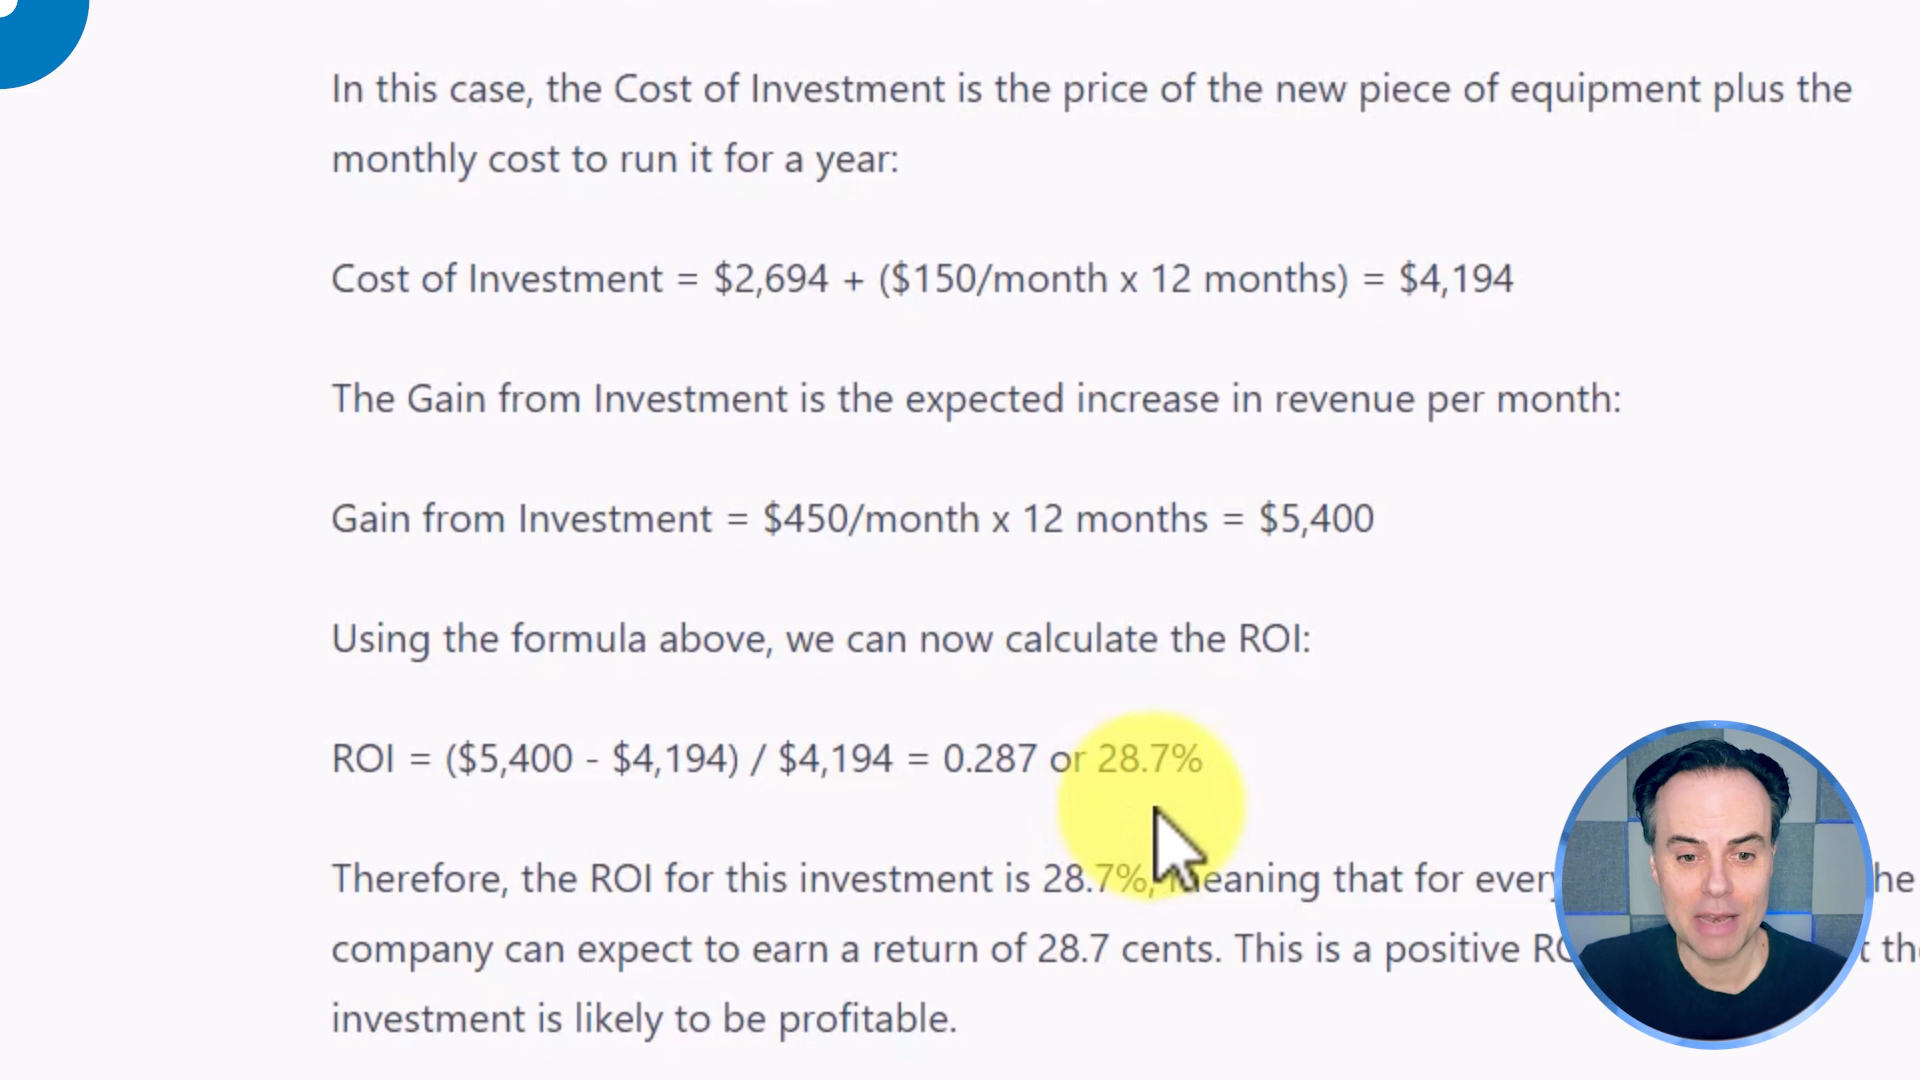 In this case, the Cost of Investment is the price of the new piece of equipment plus the
monthly cost to run it for a year:
Cost of Investment = $2,694 + ($150/month x 12 months) = $4,194
The Gain from Investment is the expected increase in revenue per month:
Gain from Investment = $450/month x 12 months = $5,400
Using the formula above, we can now calculate the ROI:
ROI = ($5,400 - $4,194) / $4,194 = 0.287 or 28.7%
Therefore, the ROI for this investment is 28.7%, meaning that for every
company can expect to earn a return of 28.7 cents. This is a positive
investment is likely to be profitable.